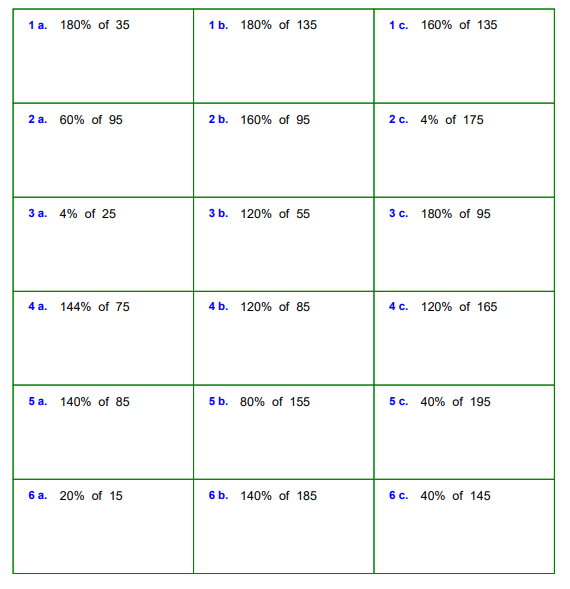 1 a. 180% of 35 1 b. 180% of 135 1 c. 160% of 135
2 a. 60% of 95 2 b. 160% of 95 2 c. 4% of 175
3 a. 4% of 25 3 b. 120% of 55 3 c. 180% of 95
4 a. 144% of 75 4 b. 120% of 85 4 c. 120% of 165
5 a. 140% of 85 5 b. 80% of 155 5 c. 40% of 195
6 a. 20% of 15 6 b. 140% of 185 6 c. 40% of 145